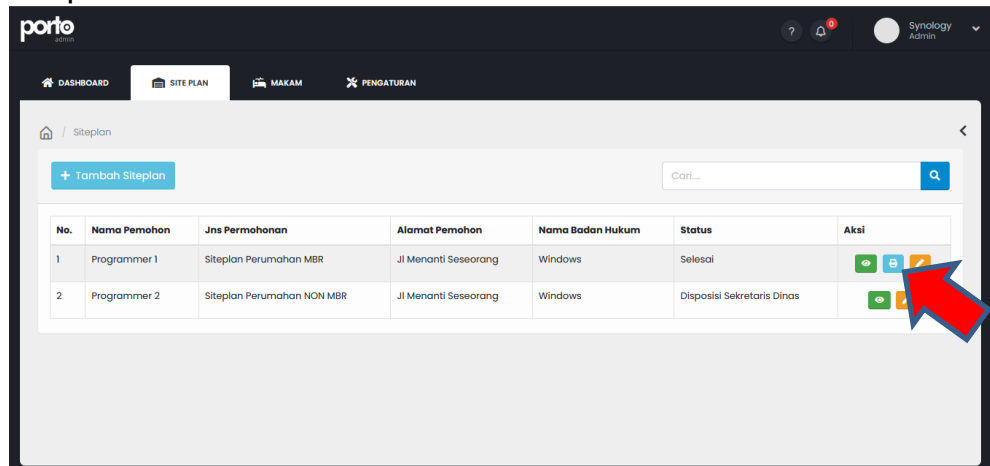 porto
admin
?
0
Synology
Admin
DASHBOARD
SITE PLAN
MAKAM
PENGATURAN
/ Siteplan
+ Tambah Siteplan
Cari...
No. Nama Pemohon Jns Permohonan Alamat Pemohon Nama Badan Hukum Status Aksi
1 Programmer 1 Siteplan Perumahan MBR Jl Menanti Seseorang Windows Selesai
2 Programmer 2 Siteplan Perumahan NON MBR Jl Menanti Seseorang Windows Disposisi Sekretaris Dinas